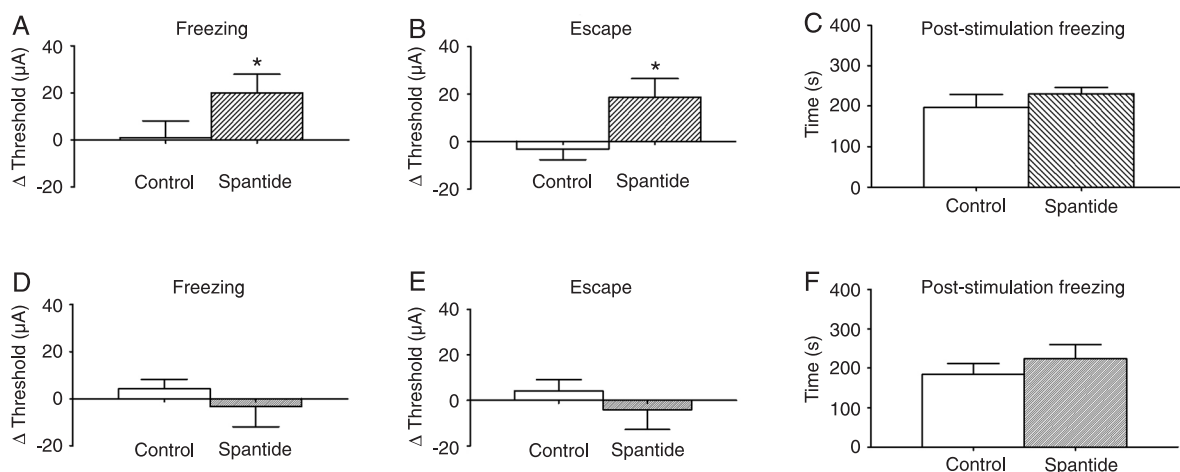 A
Freezing
Δ Threshold (µA)
40
20
0
-20
*
Control Spantide
B
Escape
Δ Threshold (µA)
40
20
0
-20
*
Control Spantide
C
Post-stimulation freezing
Time (s)
400
300
200
100
0
Control Spantide
D
Freezing
Δ Threshold (µA)
40
20
0
-20
Control Spantide
E
Escape
Δ Threshold (µA)
40
20
0
-20
Control Spantide
F
Post-stimulation freezing
Time (s)
400
300
200
100
0
Control Spantide